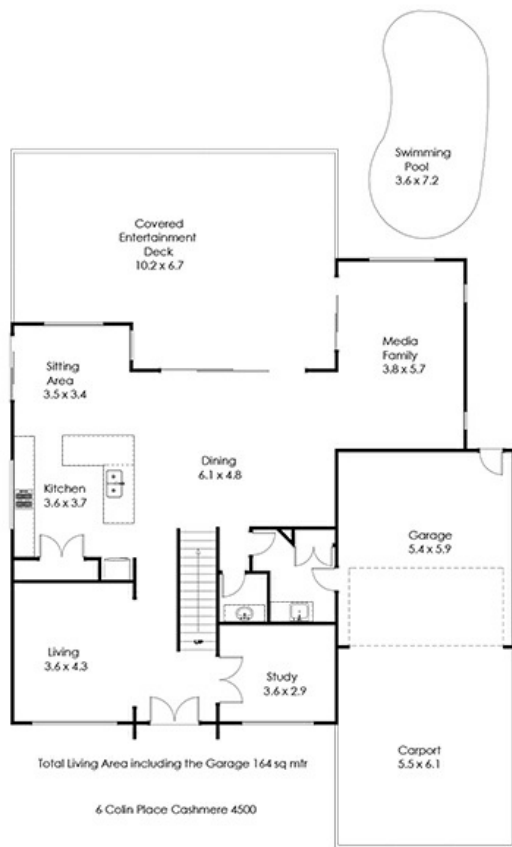 Swimming
Pool
3.6 x 7.2
Covered
Entertainment
Deck
10.2 x 6.7
Media
Family
3.8 x 5.7
Sitting
Area
3.5 x 3.4
Dining
6.1 x 4.8
Kitchen
3.6 x 3.7
Garage
5.4 x 5.9
UP
Living
3.6 x 4.3
Study
3.6 x 2.9
Carport
5.5 x 6.1
Total Living Area including the Garage 164 sq mtr
6 Colin Place Cashmere 4500